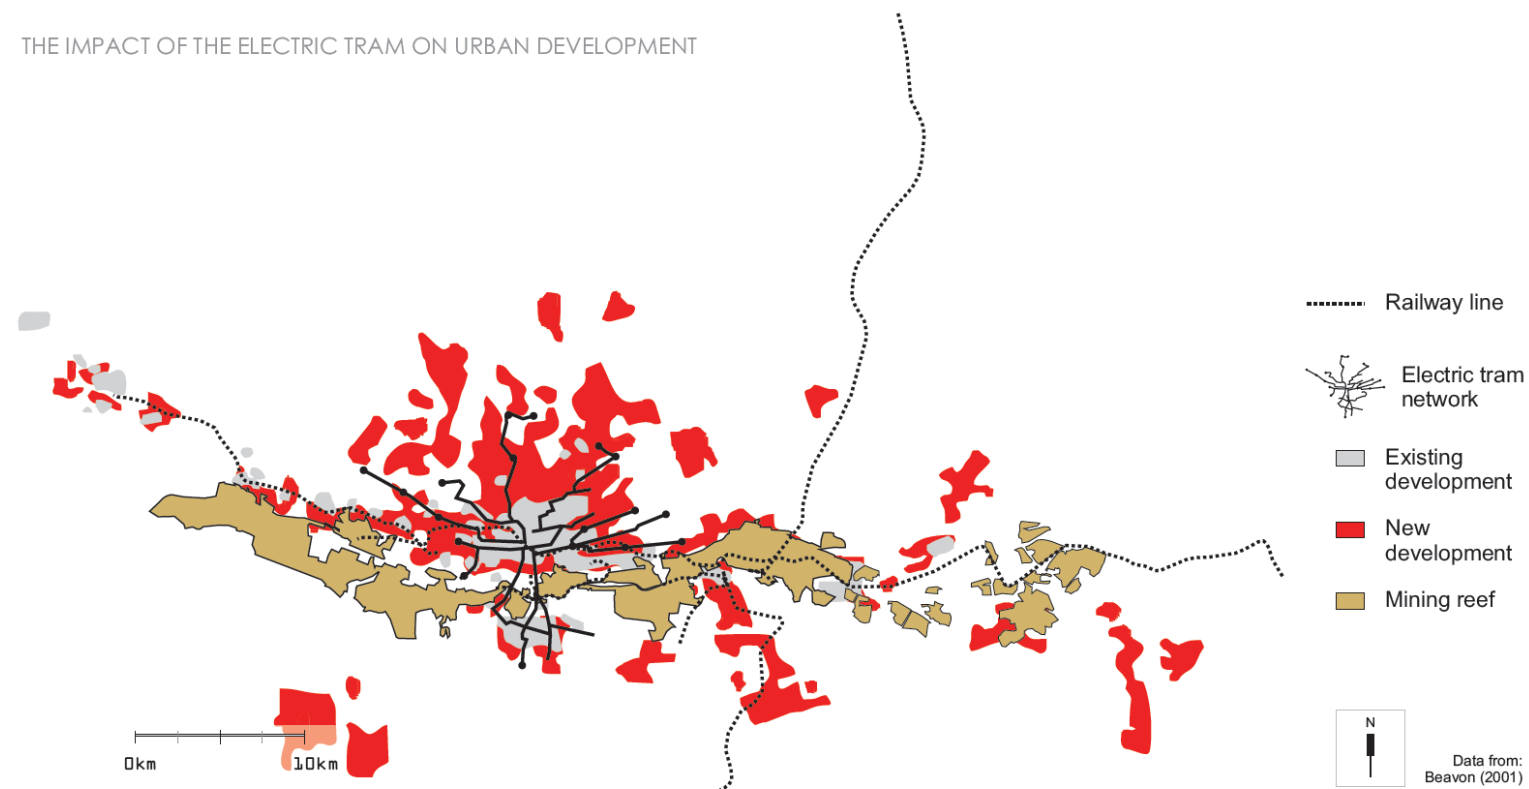 THE IMPACT OF THE ELECTRIC TRAM ON URBAN DEVELOPMENT
Railway line
Electric tram
network
Existing
development
New
development
Mining reef
N
0km
10km
Data from:
Beavon (2001)